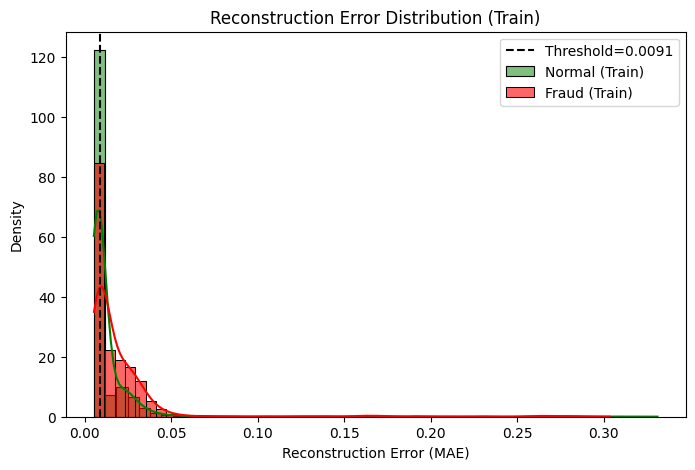 Reconstruction Error Distribution (Train)
Threshold=0.0091
Normal (Train)
Fraud (Train)
Density
120
100
80
60
40
20
0
0.00 0.05 0.10 0.15 0.20 0.25 0.30
Reconstruction Error (MAE)